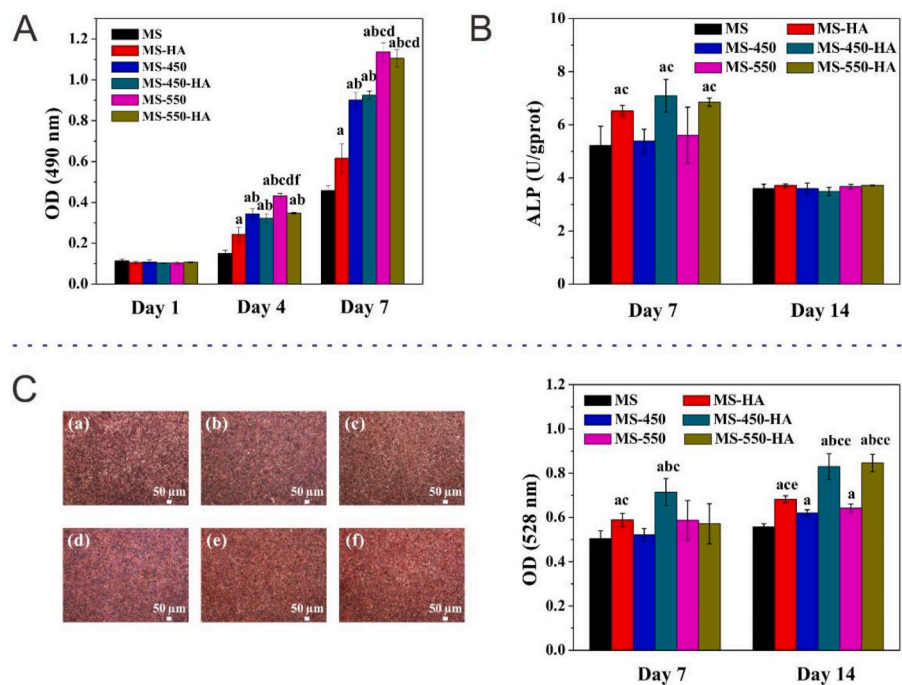 A
MS
MS-HA
MS-450
MS-450-HA
MS-550
MS-550-HA
OD (490 nm)
1.2
1.0
0.8
0.6
0.4
0.2
0.0
a
ab
ab
abcdf
ab
a
ab
ab
abcd
abcd
Day 1
Day 4
Day 7
B
MS
MS-HA
MS-450
MS-450-HA
MS-550
MS-550-HA
ALP (U/gprot)
10
8
6
4
2
0
ac
ac
ac
Day 7
Day 14
C
(a)
50 µm
(b)
50 µm
(c)
50 µm
(d)
50 µm
(e)
50 µm
(f)
50 µm
MS
MS-HA
MS-450
MS-450-HA
MS-550
MS-550-HA
OD (528 nm)
1.2
1.0
0.8
0.6
0.4
0.2
0.0
ac
abc
ace
a
abce
a
abce
Day 7
Day 14